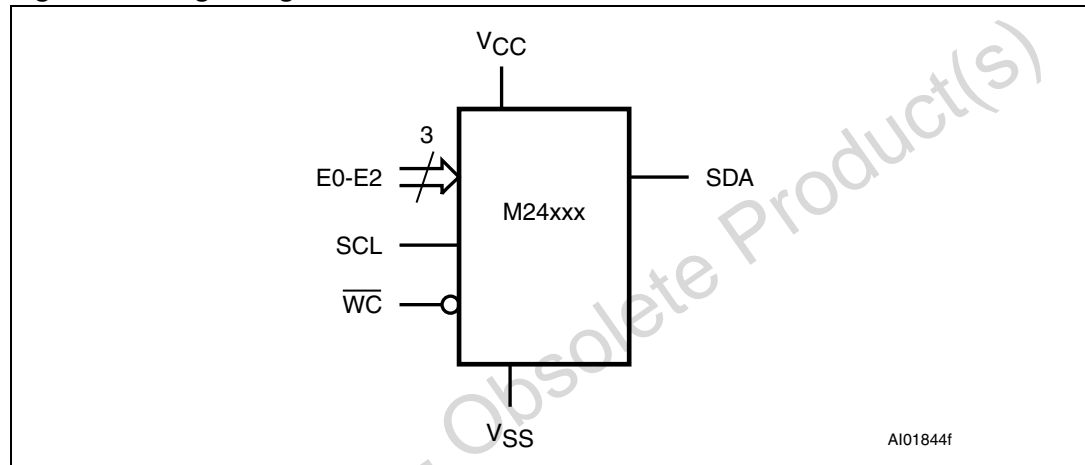 VCC
3
E0-E2
SDA
M24xxx
SCL
WC
VSS
AI01844f
Obsolete Product(s)